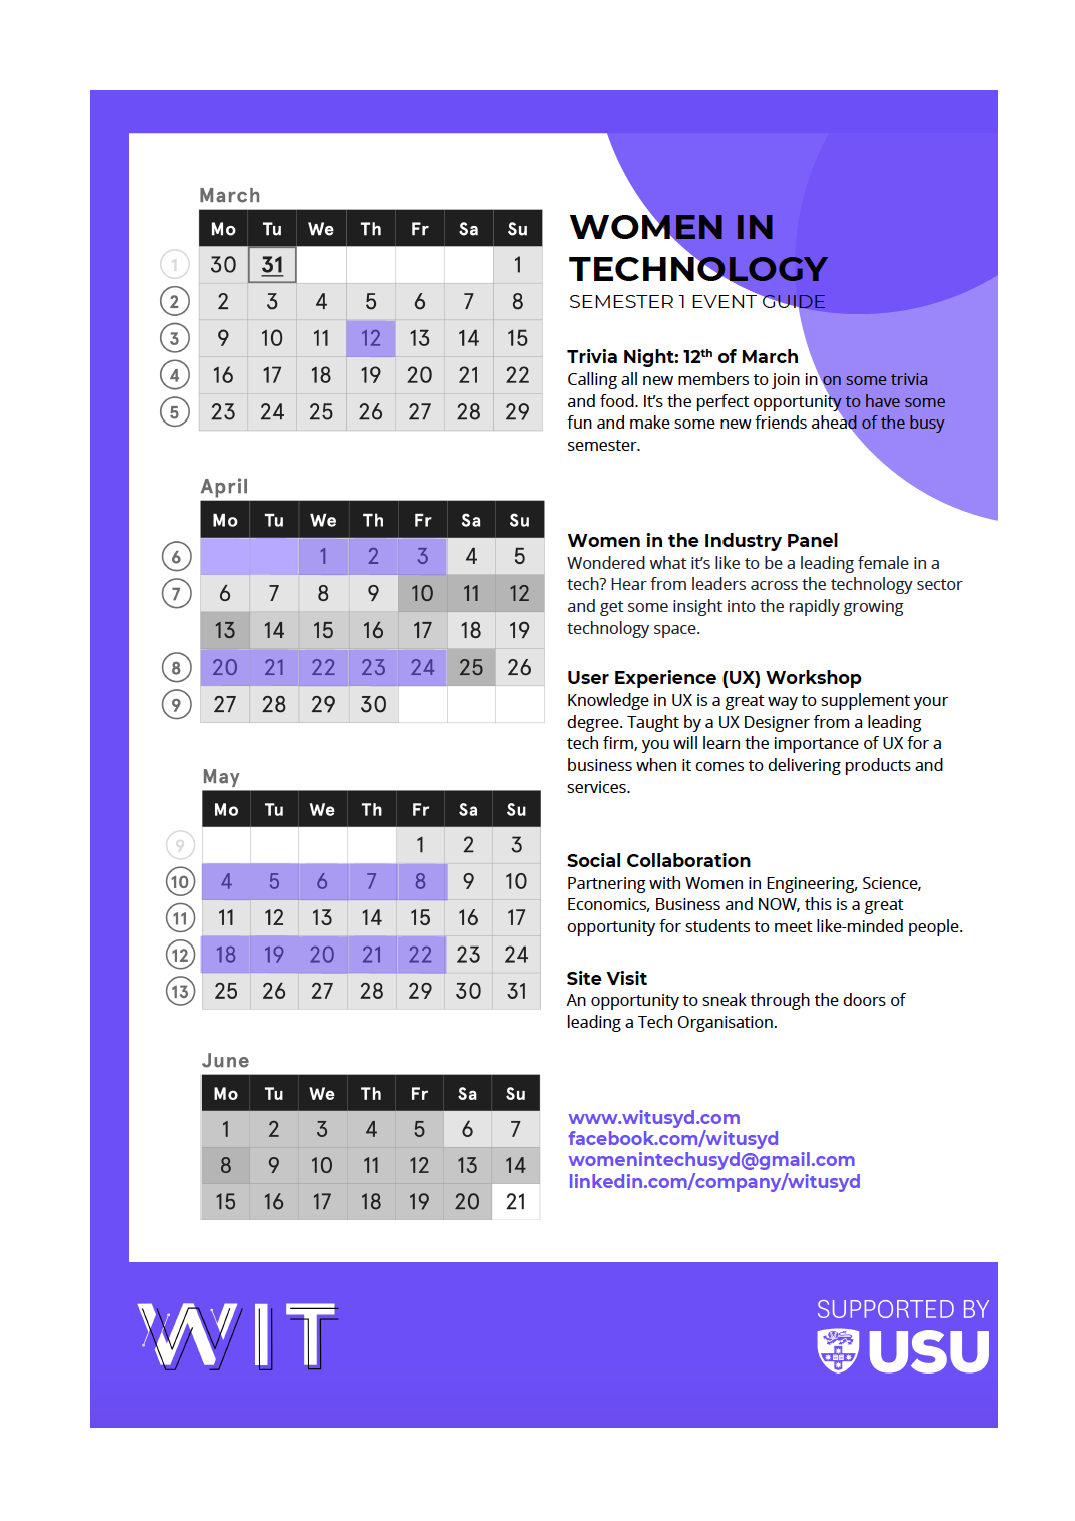 March
Mo Tu We Th Fr Sa Su
1 30 31 1
2 2 3 4 5 6 7 8
3 9 10 11 12 13 14 15
4 16 17 18 19 20 21 22
5 23 24 25 26 27 28 29
April
Mo Tu We Th Fr Sa Su
6 1 2 3 4 5
7 6 7 8 9 10 11 12
13 14 15 16 17 18 19
8 20 21 22 23 24 25 26
9 27 28 29 30
May
Mo Tu We Th Fr Sa Su
9 1 2 3
10 4 5 6 7 8 9 10
11 11 12 13 14 15 16 17
12 18 19 20 21 22 23 24
13 25 26 27 28 29 30 31
June
Mo Tu We Th Fr Sa Su
1 2 3 4 5 6 7
8 9 10 11 12 13 14
15 16 17 18 19 20 21
WOMEN IN
TECHNOLOGY
SEMESTER 1 EVENT GUIDE
Trivia Night: 12th of March
Calling all new members to join in on some trivia
and food. It’s the perfect opportunity to have some
fun and make some new friends ahead of the busy
semester.
Women in the Industry Panel
Wondered what it’s like to be a leading female in a
tech? Hear from leaders across the technology sector
and get some insight into the rapidly growing
technology space.
User Experience (UX) Workshop
Knowledge in UX is a great way to supplement your
degree. Taught by a UX Designer from a leading
tech firm, you will learn the importance of UX for a
business when it comes to delivering products and
services.
Social Collaboration
Partnering with Women in Engineering, Science,
Economics, Business and NOW, this is a great
opportunity for students to meet like-minded people.
Site Visit
An opportunity to sneak through the doors of
leading a Tech Organisation.
www.witusyd.com
facebook.com/witusyd
womenintechusyd@gmail.com
linkedin.com/company/witusyd
WIT
SUPPORTED BY
USU